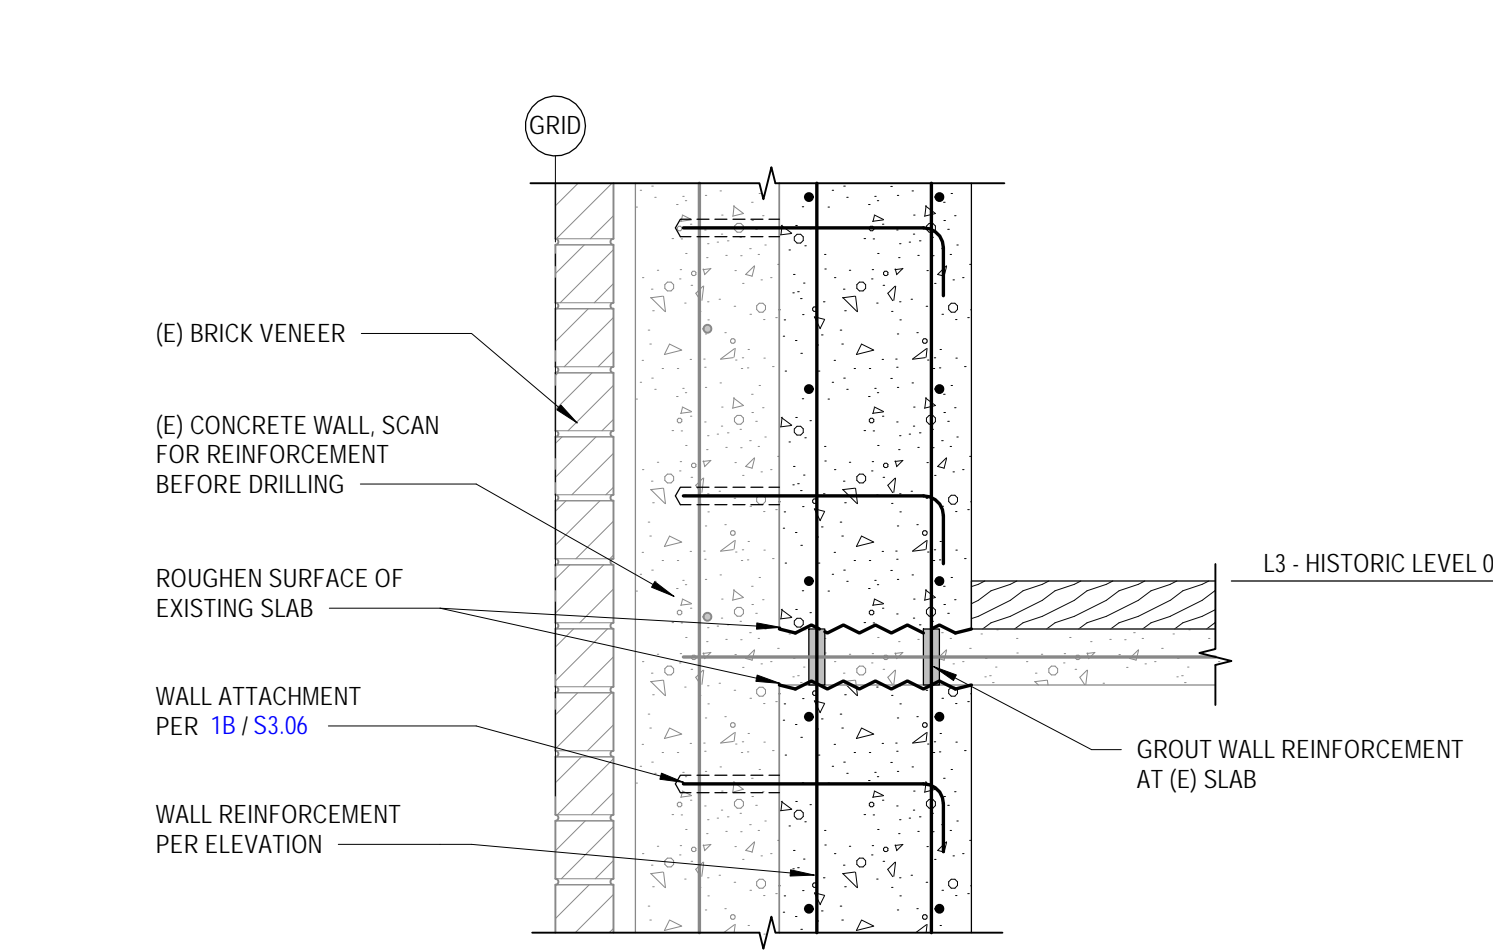 GRID
(E) BRICK VENEER
(E) CONCRETE WALL, SCAN
FOR REINFORCEMENT
BEFORE DRILLING
L3 - HISTORIC LEVEL 0
ROUGHEN SURFACE OF
EXISTING SLAB
WALL ATTACHMENT
PER 1B / S3.06
GROUT WALL REINFORCEMENT
AT (E) SLAB
WALL REINFORCEMENT
PER ELEVATION